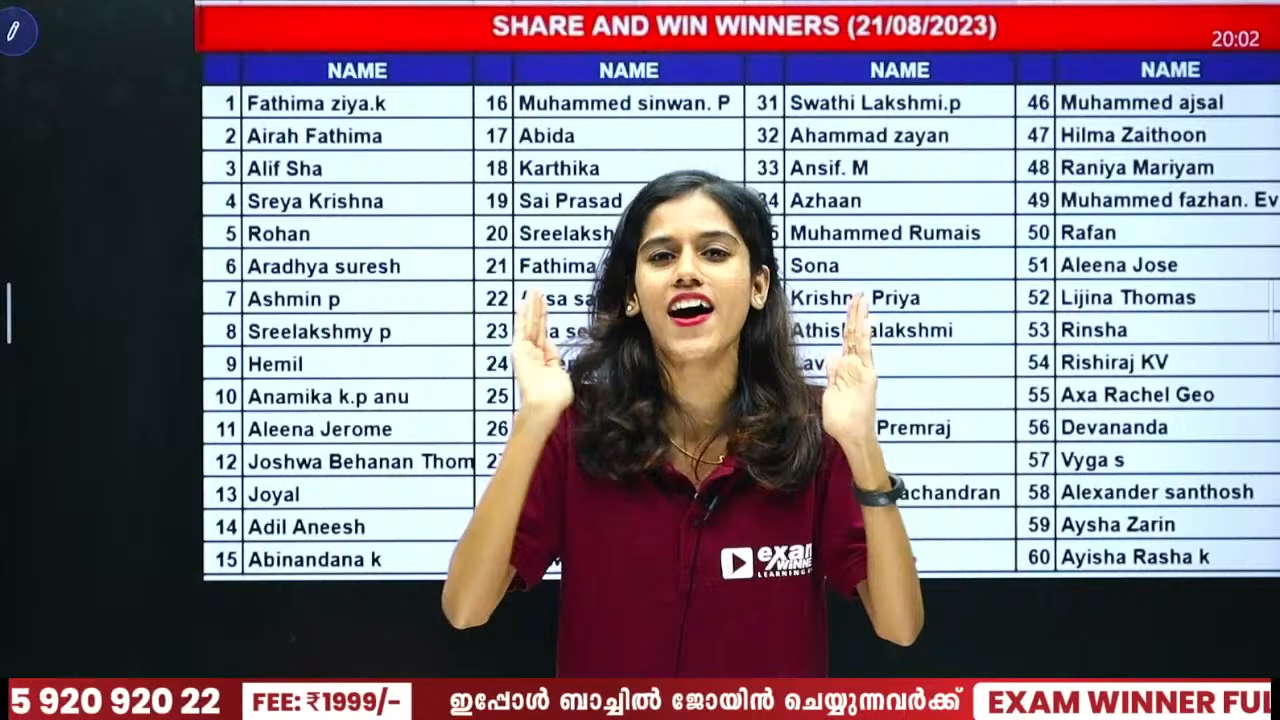 SHARE AND WIN WINNERS (21/08/2023)
20:02
NAME NAME NAME NAME
1 Fathima ziya.k 16 Muhammed sinwan. P 31 Swathi Lakshmi.p 46 Muhammed ajsal
2 Airah Fathima 17 Abida 32 Ahammad zayan 47 Hilma Zaithoon
3 Alif Sha 18 Karthika 33 Ansif. M 48 Raniya Mariyam
4 Sreya Krishna 19 Sai Prasad Azhaan 49 Muhammed fazhan. Ev
5 Rohan 20 Muhammed Rumais 50 Rafan
6 Aradhya suresh 21 Fathima Sona 51 Aleena Jose
7 Ashmin p 22 Krishna Priya 52 Lijina Thomas
8 Sreelakshmy p 23 53 Rinsha
9 Hemil 24 54 Rishiraj KV
10 Anamika k.p anu 25 55 Axa Rachel Geo
11 Aleena Jerome 26 Premraj 56 Devananda
12 Joshwa Behanan Thom 57 Vyga s
13 Joyal 58 Alexander santhosh
14 Adil Aneesh 59 Aysha Zarin
15 Abinandana k 60 Ayisha Rasha k
exam
WINNER
LEARNING
5 920 920 22 FEE: ₹1999/- ഇപ്പോൾ ബാച്ചിൽ ജോയിൻ ചെയ്യുന്നവർക്ക് EXAM WINNER FUL